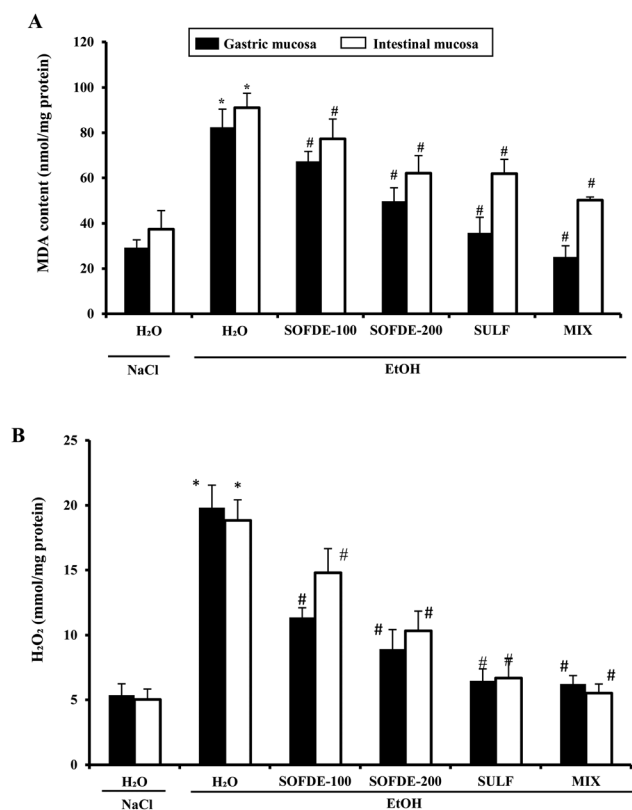 A
Gastric mucosa Intestinal mucosa
MDA content (nmol/mg protein)
120
100
80
60
40
20
0
* *
# #
# #
# #
# #
H₂O H₂O SOFDE-100 SOFDE-200 SULF MIX
NaCl EtOH
B
H₂O₂ (mmol/mg protein)
25
20
15
10
5
0
* *
# #
# #
# #
# #
H₂O H₂O SOFDE-100 SOFDE-200 SULF MIX
NaCl EtOH